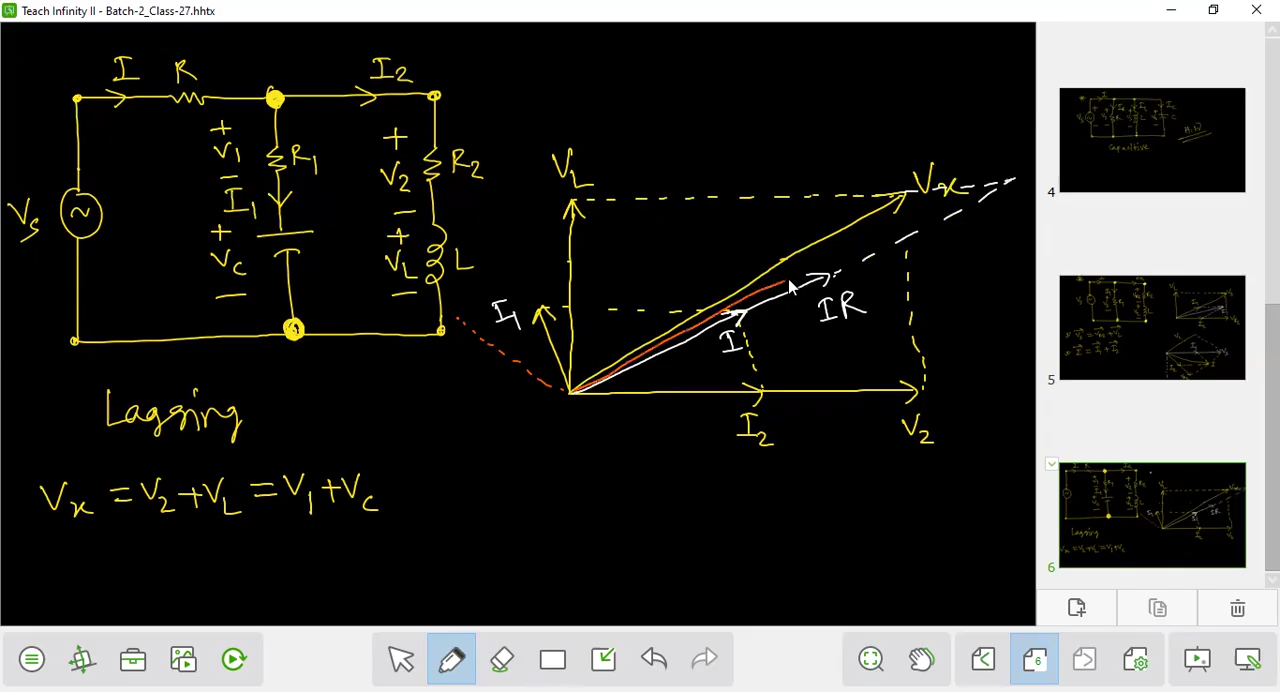 Teach Infinity II - Batch-2_Class-27.hhtx
I R I2
+ V1 - R1
I1
+ VC -
+ V2 - R2
+ VL - L
Vs
Lagging
Vx = V2 + VL = V1 + VC
VL
Vx
I1
I
IR
I2
V2
4
5
6
6